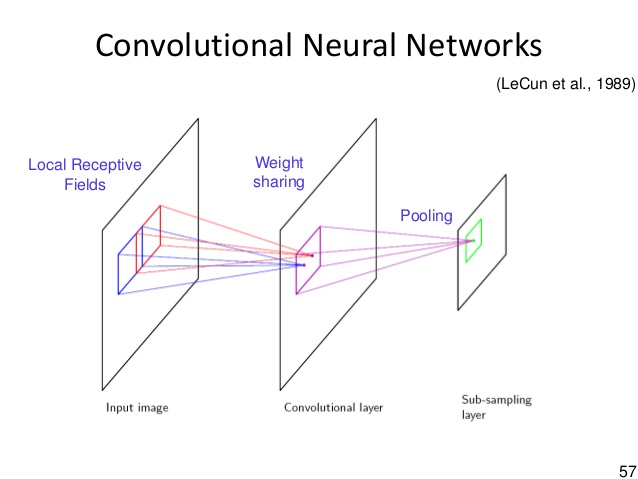 Convolutional Neural Networks
(LeCun et al., 1989)
Local Receptive
Fields
Weight
sharing
Pooling
Input image
Convolutional layer
Sub-sampling
layer
57